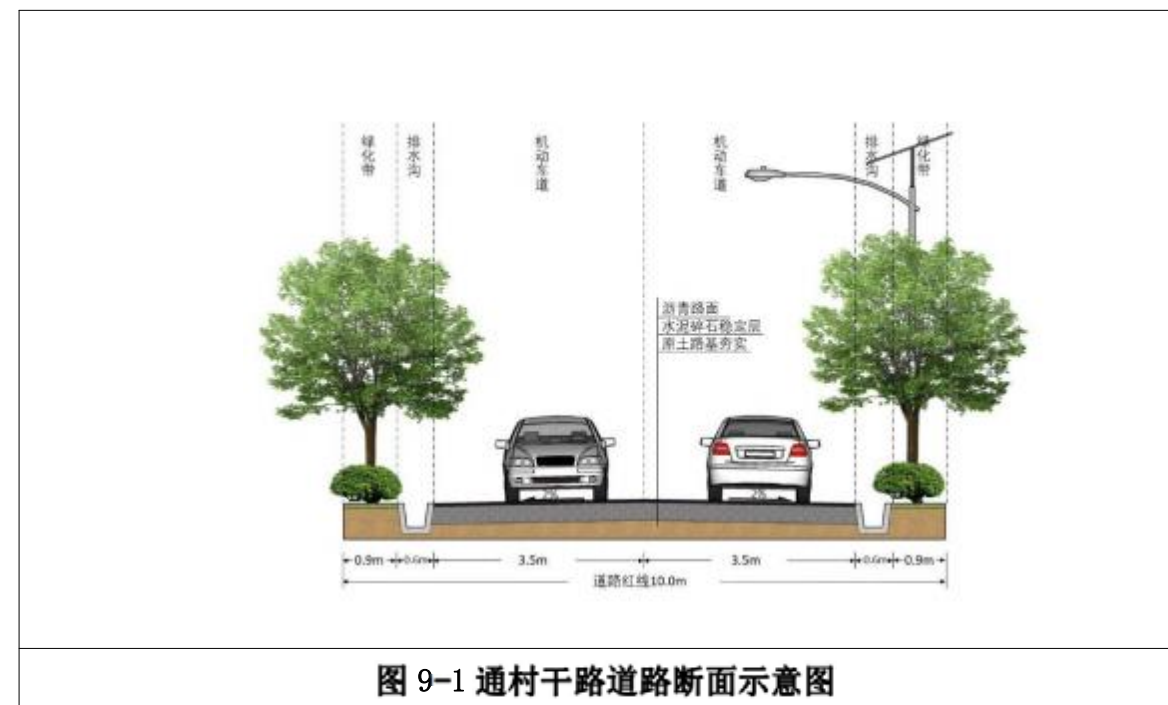 绿化带
排水沟
机动车道
机动车道
排水沟
绿化带
沥青路面
水泥碎石稳定层
原土路基夯实
2%
2%
0.9m
0.6m
3.5m
3.5m
0.6m
0.9m
道路红线10.0m
图 9-1 通村干路道路断面示意图